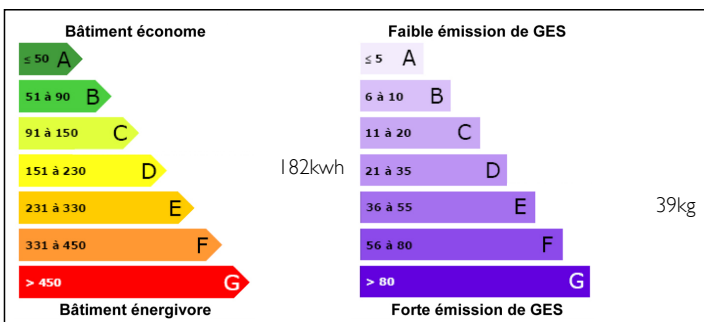 Bâtiment économe
≤ 50 A
51 à 90 B
91 à 150 C
151 à 230 D
182kwh
231 à 330 E
331 à 450 F
> 450 G
Bâtiment énergivore
Faible émission de GES
≤ 5 A
6 à 10 B
11 à 20 C
21 à 35 D
36 à 55 E
39kg
56 à 80 F
> 80 G
Forte émission de GES